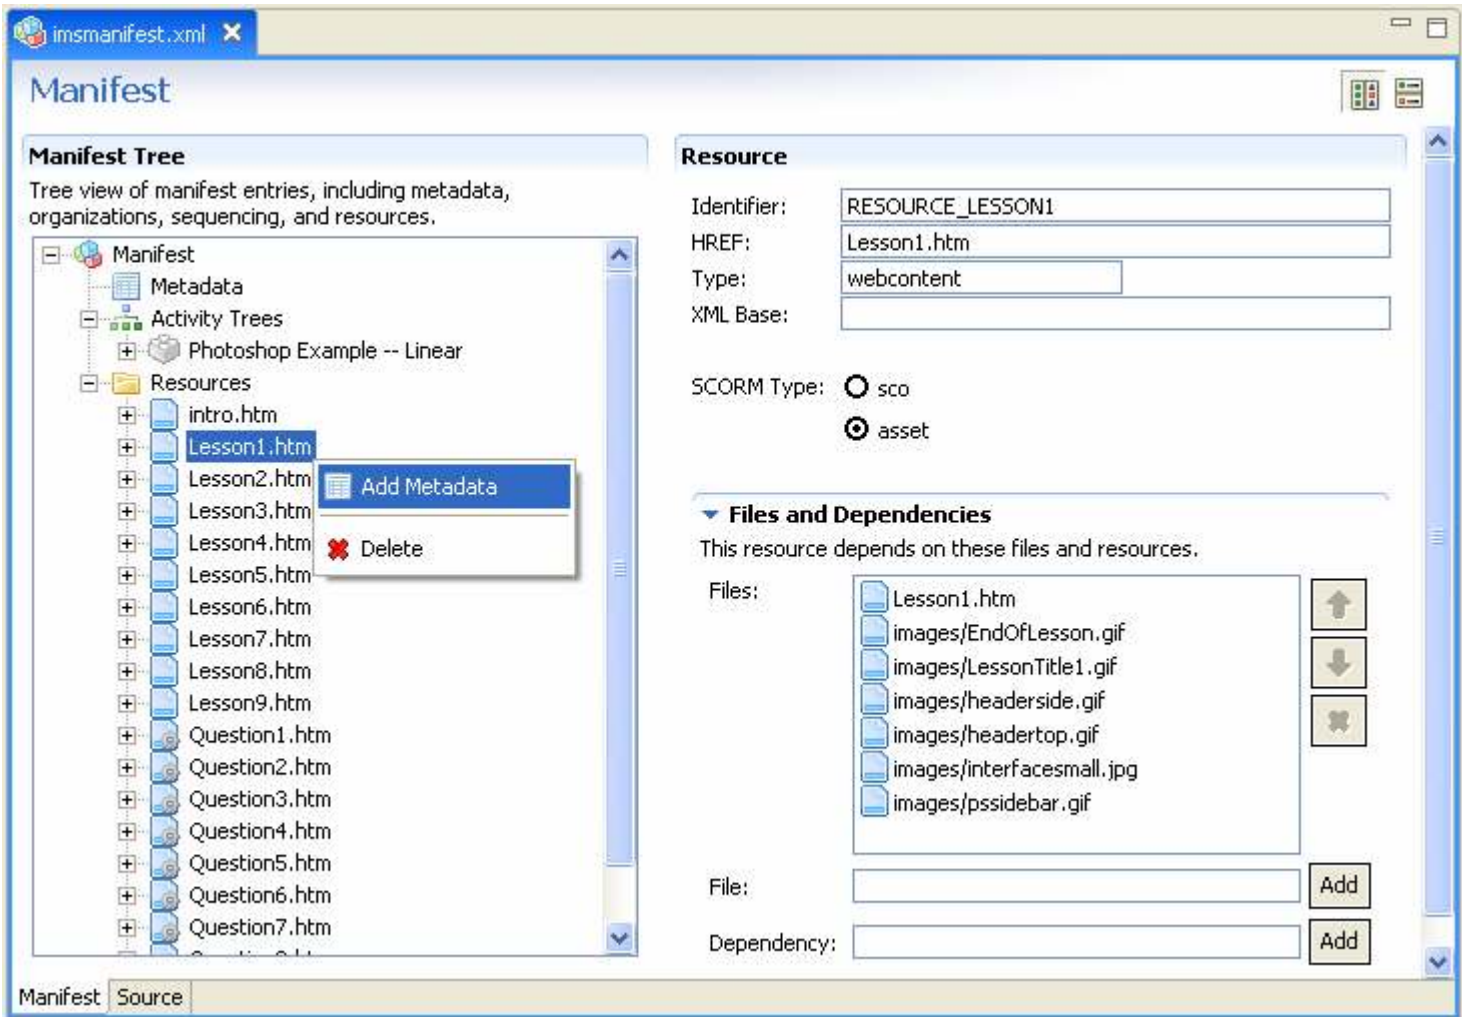 imsmanifest.xml
Manifest
Manifest Tree
Tree view of manifest entries, including metadata,
organizations, sequencing, and resources.
Manifest
Metadata
Activity Trees
Photoshop Example -- Linear
Resources
intro.htm
Lesson1.htm
Lesson2.htm
Lesson3.htm
Lesson4.htm
Lesson5.htm
Lesson6.htm
Lesson7.htm
Lesson8.htm
Lesson9.htm
Question1.htm
Question2.htm
Question3.htm
Question4.htm
Question5.htm
Question6.htm
Question7.htm
Add Metadata
Delete
Resource
Identifier: RESOURCE_LESSON1
HREF: Lesson1.htm
Type: webcontent
XML Base:
SCORM Type: sco
asset
Files and Dependencies
This resource depends on these files and resources.
Files:
Lesson1.htm
images/EndOfLesson.gif
images/LessonTitle1.gif
images/headerside.gif
images/headertop.gif
images/interfacesmall.jpg
images/pssidebar.gif
File: Add
Dependency: Add
Manifest Source